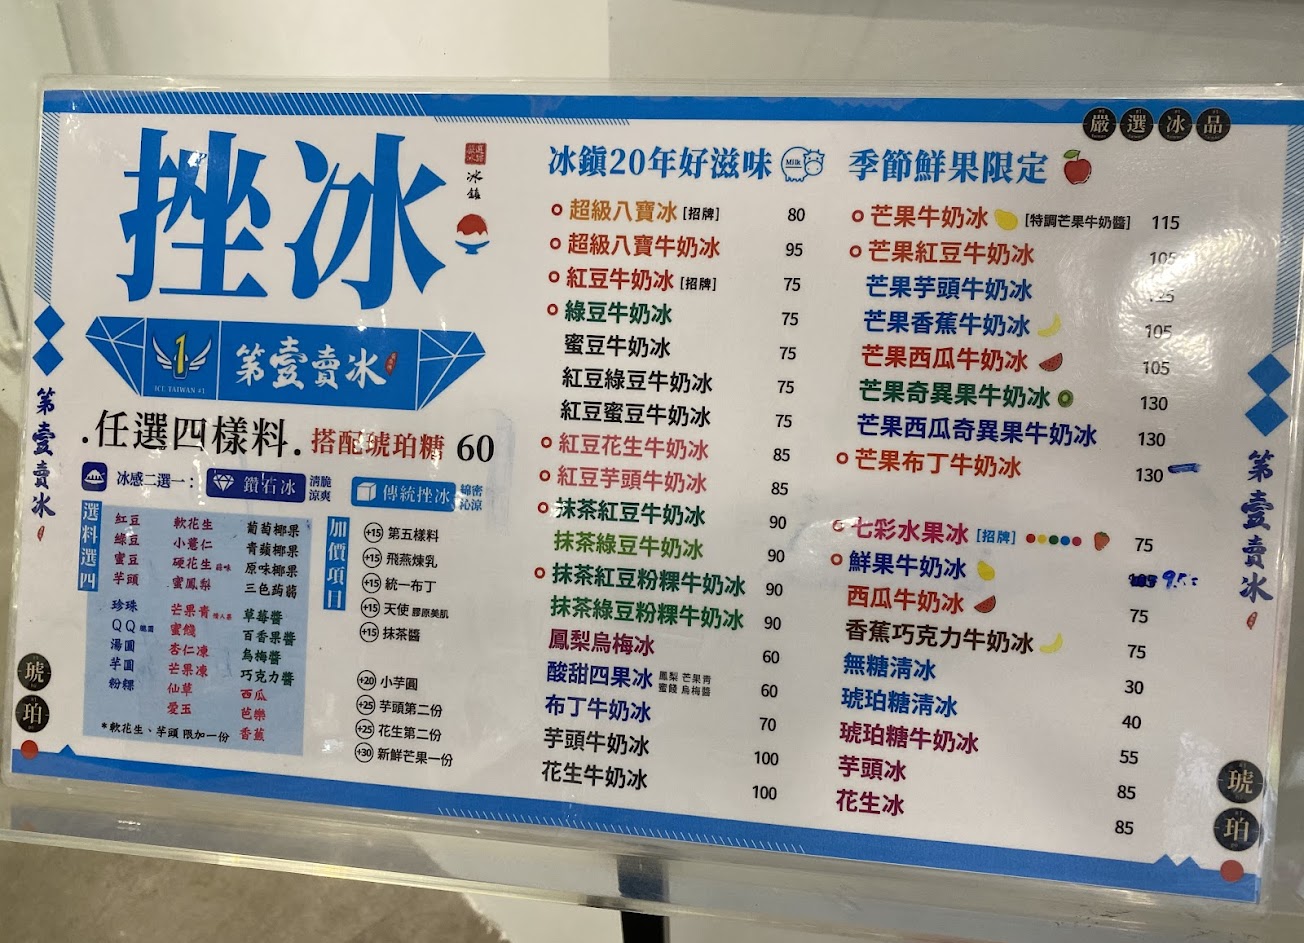 嚴選冰品
挫冰
冰鎮
1
ICE TAIWAN #1
第壹賣冰
.任選四樣料. 搭配琥珀糖 60
冰感二選一: 鑽石冰 清脆涼爽 傳統挫冰 綿密沁涼
選料選四
紅豆 軟花生 葡萄椰果
綠豆 小薏仁 青蘋椰果
蜜豆 硬花生 原味椰果
芋頭 蜜鳳梨 三色蒟蒻
珍珠 芒果青 情人果 草莓醬
QQ 脆圓 蜜餞 百香果醬
湯圓 杏仁凍 烏梅醬
芋圓 芒果凍 巧克力醬
粉粿 仙草 西瓜
愛玉 芭樂
香蕉
*軟花生、芋頭 限加一份
加價項目
+15 第五樣料
+15 飛燕煉乳
+15 統一布丁
+15 天使 膠原美肌
+15 抹茶醬
+20 小芋圓
+25 芋頭第二份
+25 花生第二份
+30 新鮮芒果一份
冰鎮20年好滋味 Milk
超級八寶冰 [招牌] 80
超級八寶牛奶冰 95
紅豆牛奶冰 [招牌] 75
綠豆牛奶冰 75
蜜豆牛奶冰 75
紅豆綠豆牛奶冰 75
紅豆蜜豆牛奶冰 75
紅豆花生牛奶冰 85
紅豆芋頭牛奶冰 85
抹茶紅豆牛奶冰 90
抹茶綠豆牛奶冰 90
抹茶紅豆粉粿牛奶冰 90
抹茶綠豆粉粿牛奶冰 90
鳳梨烏梅冰 60
酸甜四果冰 鳳梨 芒果青 蜜餞 烏梅醬 60
布丁牛奶冰 70
芋頭牛奶冰 100
花生牛奶冰 100
季節鮮果限定
芒果牛奶冰 [特調芒果牛奶醬] 115
芒果紅豆牛奶冰 105
芒果芋頭牛奶冰 125
芒果香蕉牛奶冰 105
芒果西瓜牛奶冰 105
芒果奇異果牛奶冰 130
芒果西瓜奇異果牛奶冰 130
芒果布丁牛奶冰 130
七彩水果冰 [招牌] 75
鮮果牛奶冰 95
西瓜牛奶冰 75
香蕉巧克力牛奶冰 75
無糖清冰 30
琥珀糖清冰 40
琥珀糖牛奶冰 55
芋頭冰 85
花生冰 85
第壹賣冰
琥珀
第壹賣冰
琥珀